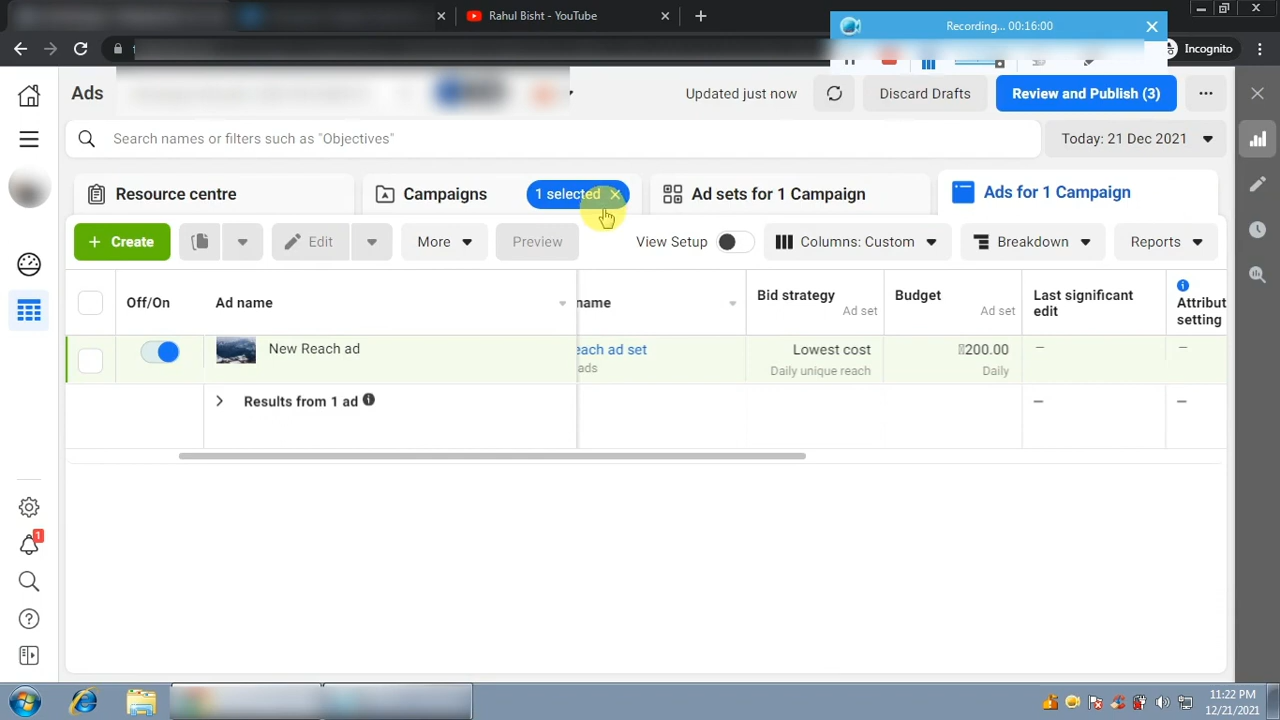 Rahul Bisht - YouTube
Recording... 00:16:00
Incognito
Ads
Updated just now
Discard Drafts
Review and Publish (3)
Search names or filters such as "Objectives"
Today: 21 Dec 2021
Resource centre
Campaigns
1 selected
Ad sets for 1 Campaign
Ads for 1 Campaign
+ Create
Edit
More
Preview
View Setup
Columns: Custom
Breakdown
Reports
Off/On
Ad name
name
Bid strategy
Ad set
Budget
Ad set
Last significant
edit
Attribut
setting
New Reach ad
each ad set
ads
Lowest cost
Daily unique reach
200.00
Daily
—
—
Results from 1 ad
—
—
1
11:22 PM
12/21/2021